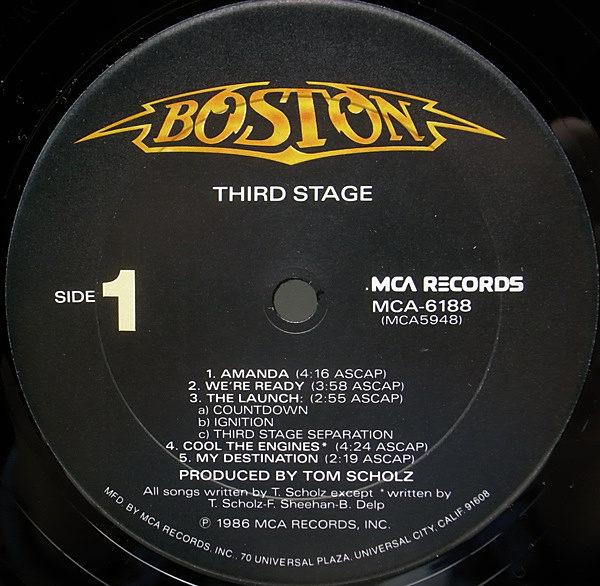 BOSTON
THIRD STAGE
SIDE 1
MCA RECORDS
MCA-6188
(MCA5948)
1. AMANDA (4:16 ASCAP)
2. WE'RE READY (3:58 ASCAP)
3. THE LAUNCH: (2:55 ASCAP)
a) COUNTDOWN
b) IGNITION
c) THIRD STAGE SEPARATION
4. COOL THE ENGINES* (4:24 ASCAP)
5. MY DESTINATION (2:19 ASCAP)
PRODUCED BY TOM SCHOLZ
All songs written by T. Scholz except *written by
T. Scholz-F. Sheehan-B. Delp
℗ 1986 MCA RECORDS, INC.
MFD. BY MCA RECORDS, INC., 70 UNIVERSAL PLAZA, UNIVERSAL CITY, CALIF. 91608